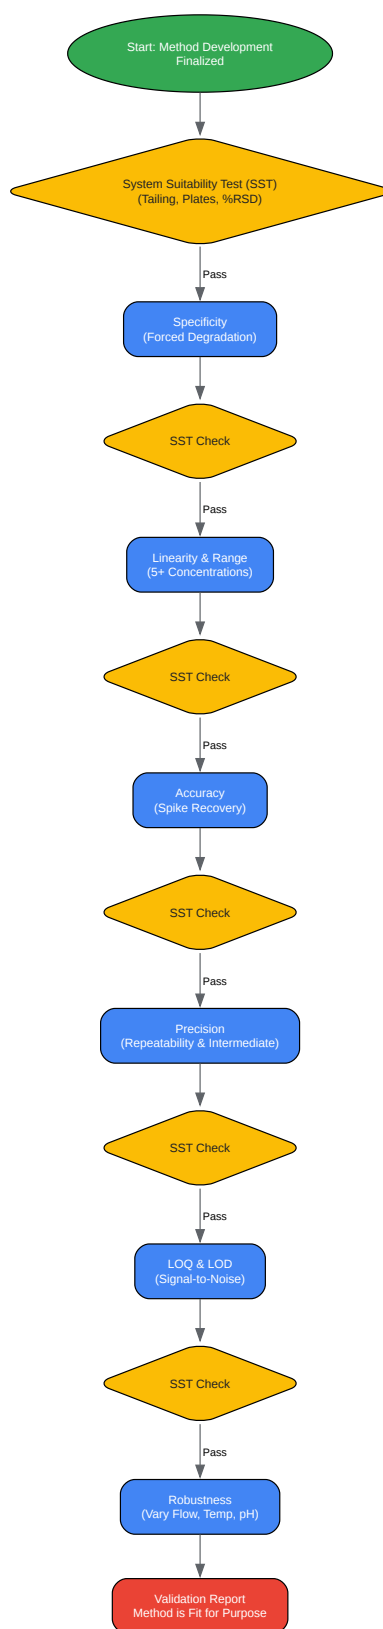 Start: Method Development
Finalized
System Suitability Test (SST)
(Tailing, Plates, %RSD)
Pass
Specificity
(Forced Degradation)
SST Check
Pass
Linearity & Range
(5+ Concentrations)
SST Check
Pass
Accuracy
(Spike Recovery)
SST Check
Pass
Precision
(Repeatability & Intermediate)
SST Check
Pass
LOQ & LOD
(Signal-to-Noise)
SST Check
Pass
Robustness
(Vary Flow, Temp, pH)
Validation Report
Method is Fit for Purpose